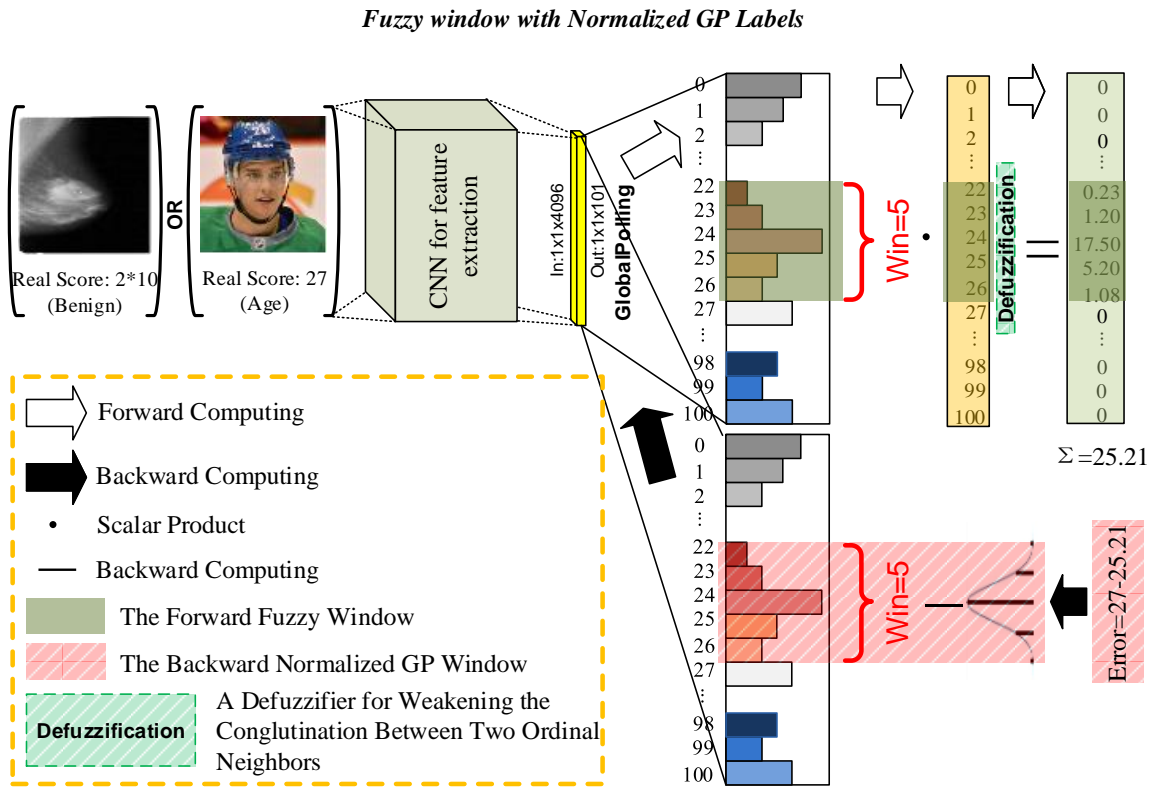 Fuzzy window with Normalized GP Labels
Real Score: 2*10
(Benign)
OR
Real Score: 27
(Age)
CNN for feature
extraction
In:1x1x4096
Out:1x1x101
GlobalPolling
0
1
2
⋮
22
23
24
25
26
27
⋮
98
99
100
Win=5
0
1
2
⋮
22
23
24
25
26
27
⋮
98
99
100
Defuzzification
0
0
0
⋮
0.23
1.20
17.50
5.20
1.08
0
⋮
0
0
0
Σ=25.21
0
1
2
⋮
22
23
24
25
26
27
⋮
98
99
100
Win=5
Error=27-25.21
Forward Computing
Backward Computing
Scalar Product
Backward Computing
The Forward Fuzzy Window
The Backward Normalized GP Window
Defuzzification
A Defuzzifier for Weakening the
Conglutination Between Two Ordinal
Neighbors